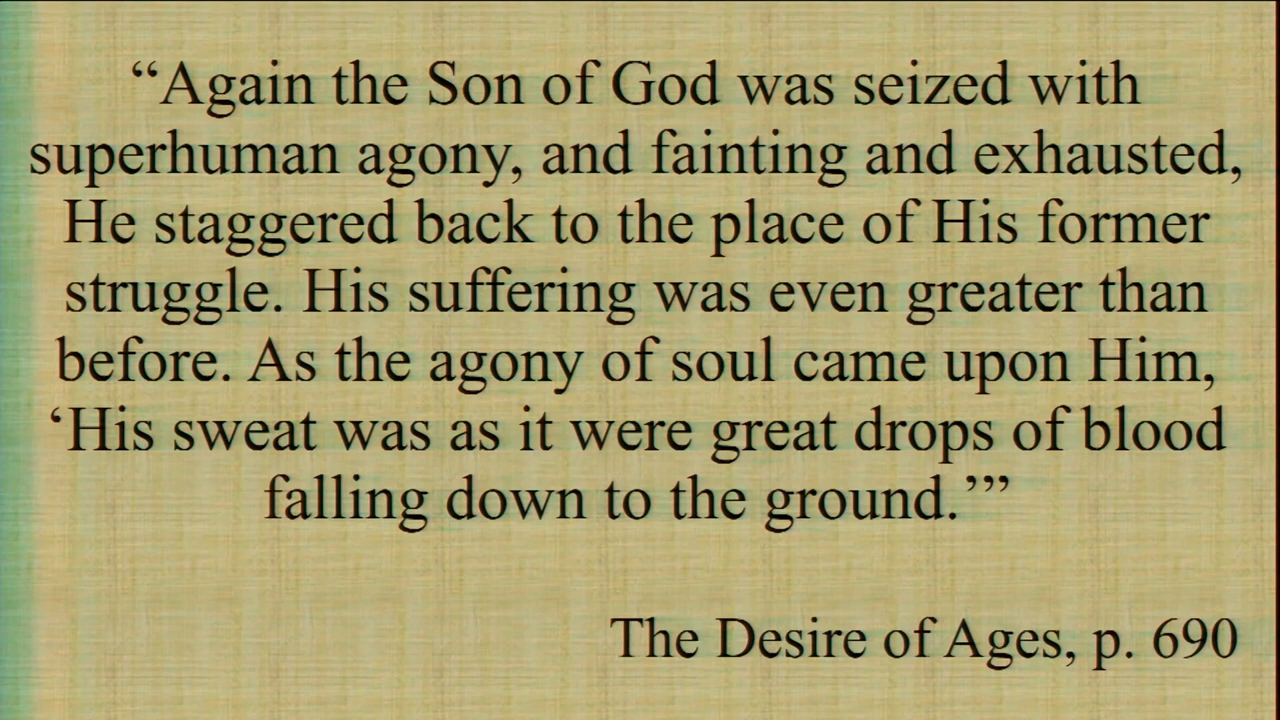 “Again the Son of God was seized with
superhuman agony, and fainting and exhausted,
He staggered back to the place of His former
struggle. His suffering was even greater than
before. As the agony of soul came upon Him,
‘His sweat was as it were great drops of blood
falling down to the ground.’”
The Desire of Ages, p. 690